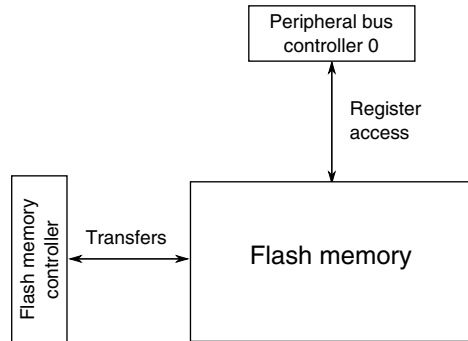 Peripheral bus
controller 0
Register
access
Flash memory
controller
Transfers
Flash memory